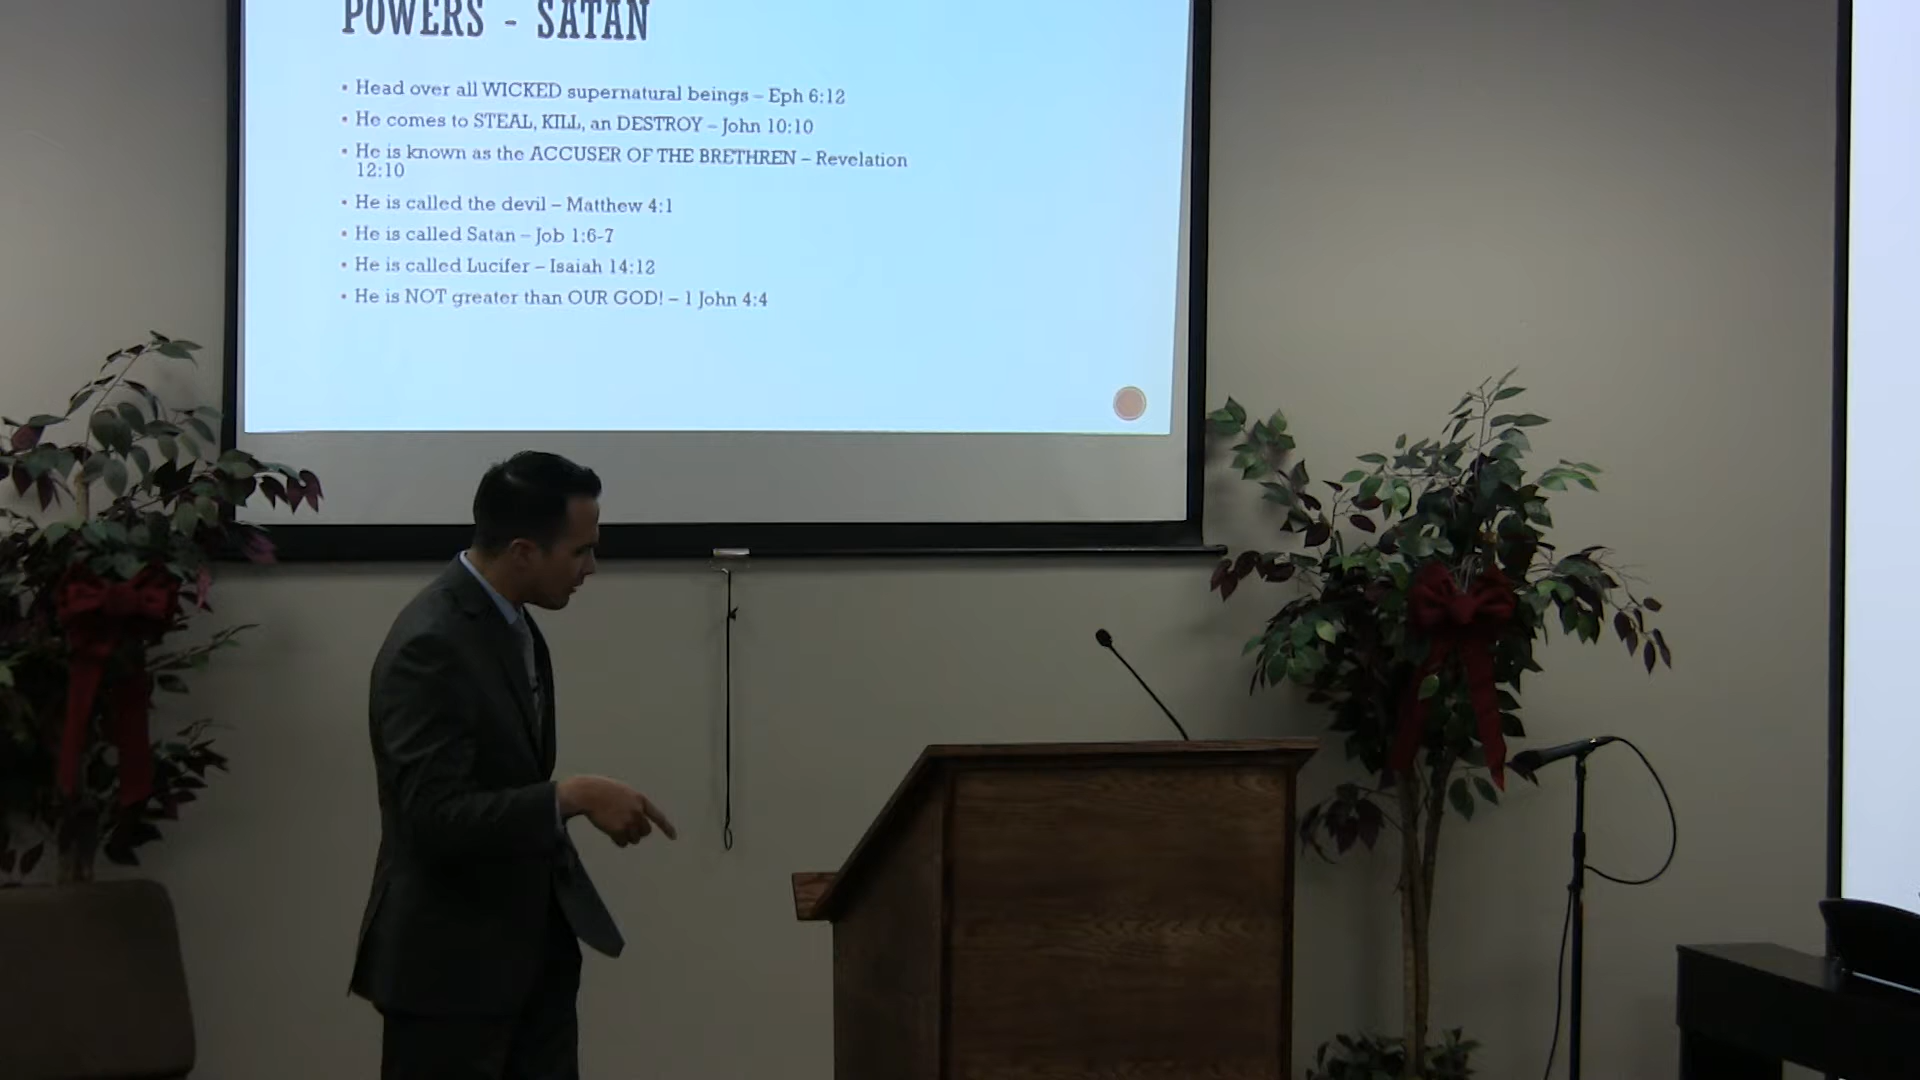 POWERS - SATAN
• Head over all WICKED supernatural beings – Eph 6:12
• He comes to STEAL, KILL, an DESTROY – John 10:10
• He is known as the ACCUSER OF THE BRETHREN – Revelation
12:10
• He is called the devil – Matthew 4:1
• He is called Satan – Job 1:6-7
• He is called Lucifer – Isaiah 14:12
• He is NOT greater than OUR GOD! – 1 John 4:4